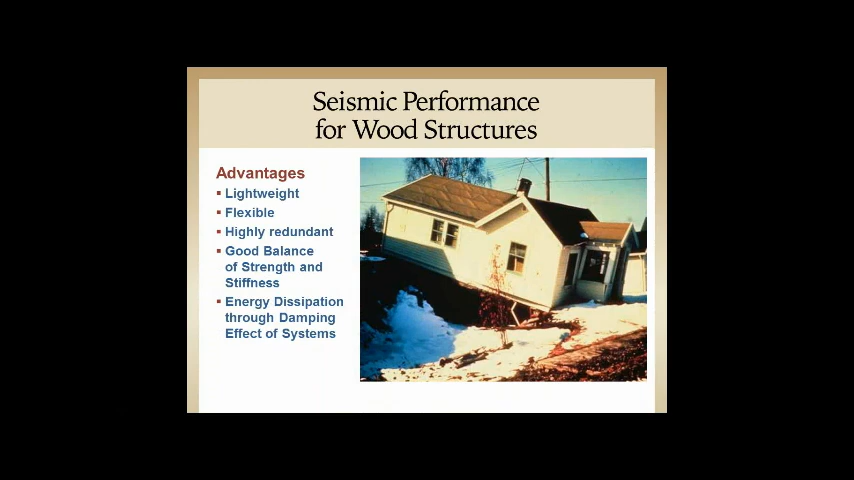 Seismic Performance
for Wood Structures
Advantages
▪ Lightweight
▪ Flexible
▪ Highly redundant
▪ Good Balance
of Strength and
Stiffness
▪ Energy Dissipation
through Damping
Effect of Systems